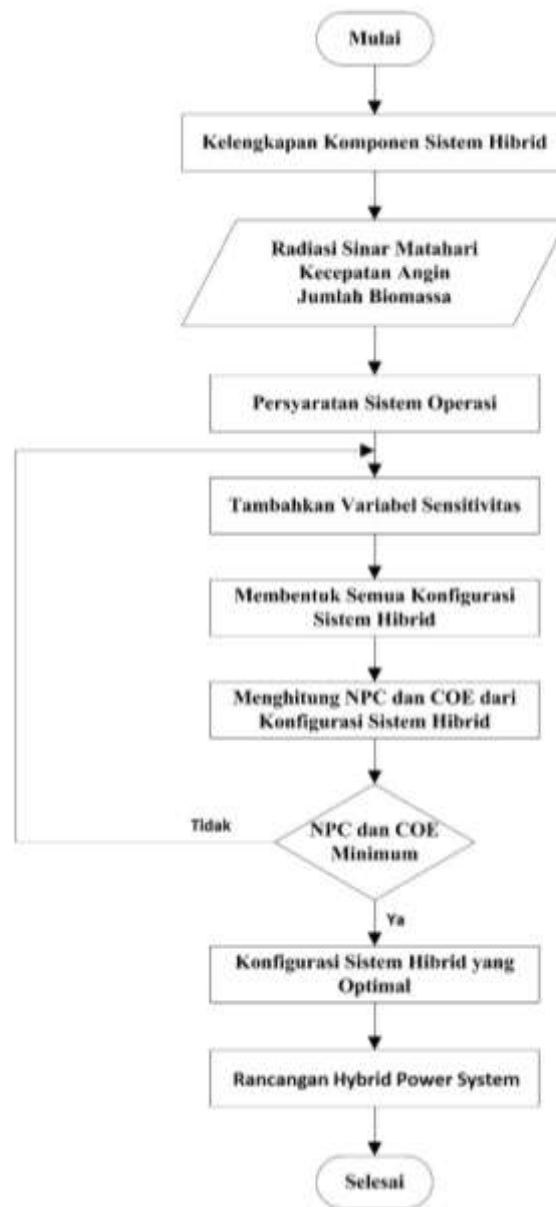 Mulai
Kelengkapan Komponen Sistem Hibrid
Radiasi Sinar Matahari
Kecepatan Angin
Jumlah Biomassa
Persyaratan Sistem Operasi
Tambahkan Variabel Sensitivitas
Membentuk Semua Konfigurasi
Sistem Hibrid
Menghitung NPC dan COE dari
Konfigurasi Sistem Hibrid
Tidak
NPC dan COE
Minimum
Ya
Konfigurasi Sistem Hibrid yang
Optimal
Rancangan Hybrid Power System
Selesai